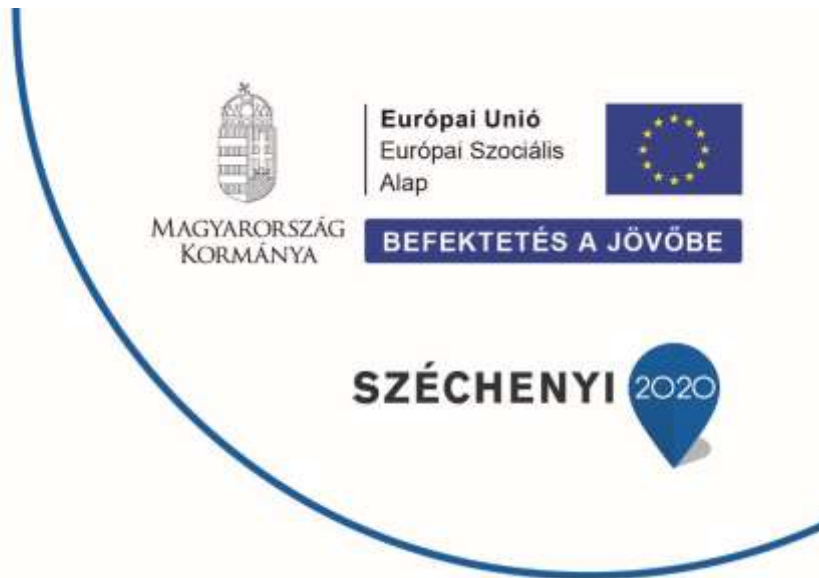 MAGYARORSZÁG
KORMÁNYA
Európai Unió
Európai Szociális
Alap
BEFEKTETÉS A JÖVŐBE
SZÉCHENYI 2020